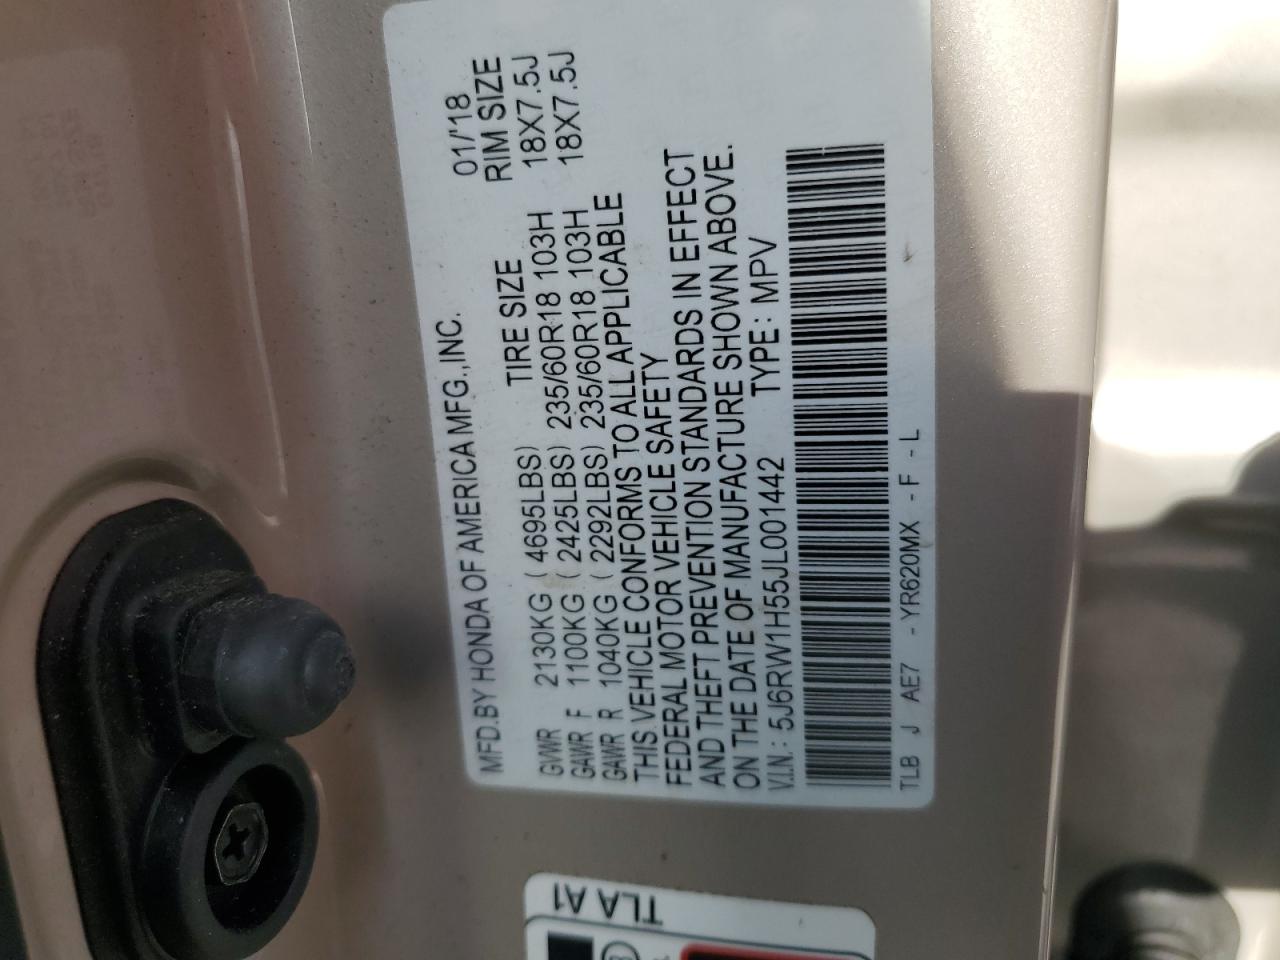 MFD.BY HONDA OF AMERICA MFG.,INC. 01/'18
TIRE SIZE RIM SIZE
GVWR 2130KG ( 4695LBS) 
GAWR F 1100KG ( 2425LBS) 235/60R18 103H 18X7.5J
GAWR R 1040KG ( 2292LBS) 235/60R18 103H 18X7.5J
THIS VEHICLE CONFORMS TO ALL APPLICABLE
FEDERAL MOTOR VEHICLE SAFETY
AND THEFT PREVENTION STANDARDS IN EFFECT
ON THE DATE OF MANUFACTURE SHOWN ABOVE.
V.I.N.: 5J6RW1H55JL001442 TYPE: MPV
TLB J AE7 - YR620MX - F - L
TLA A1